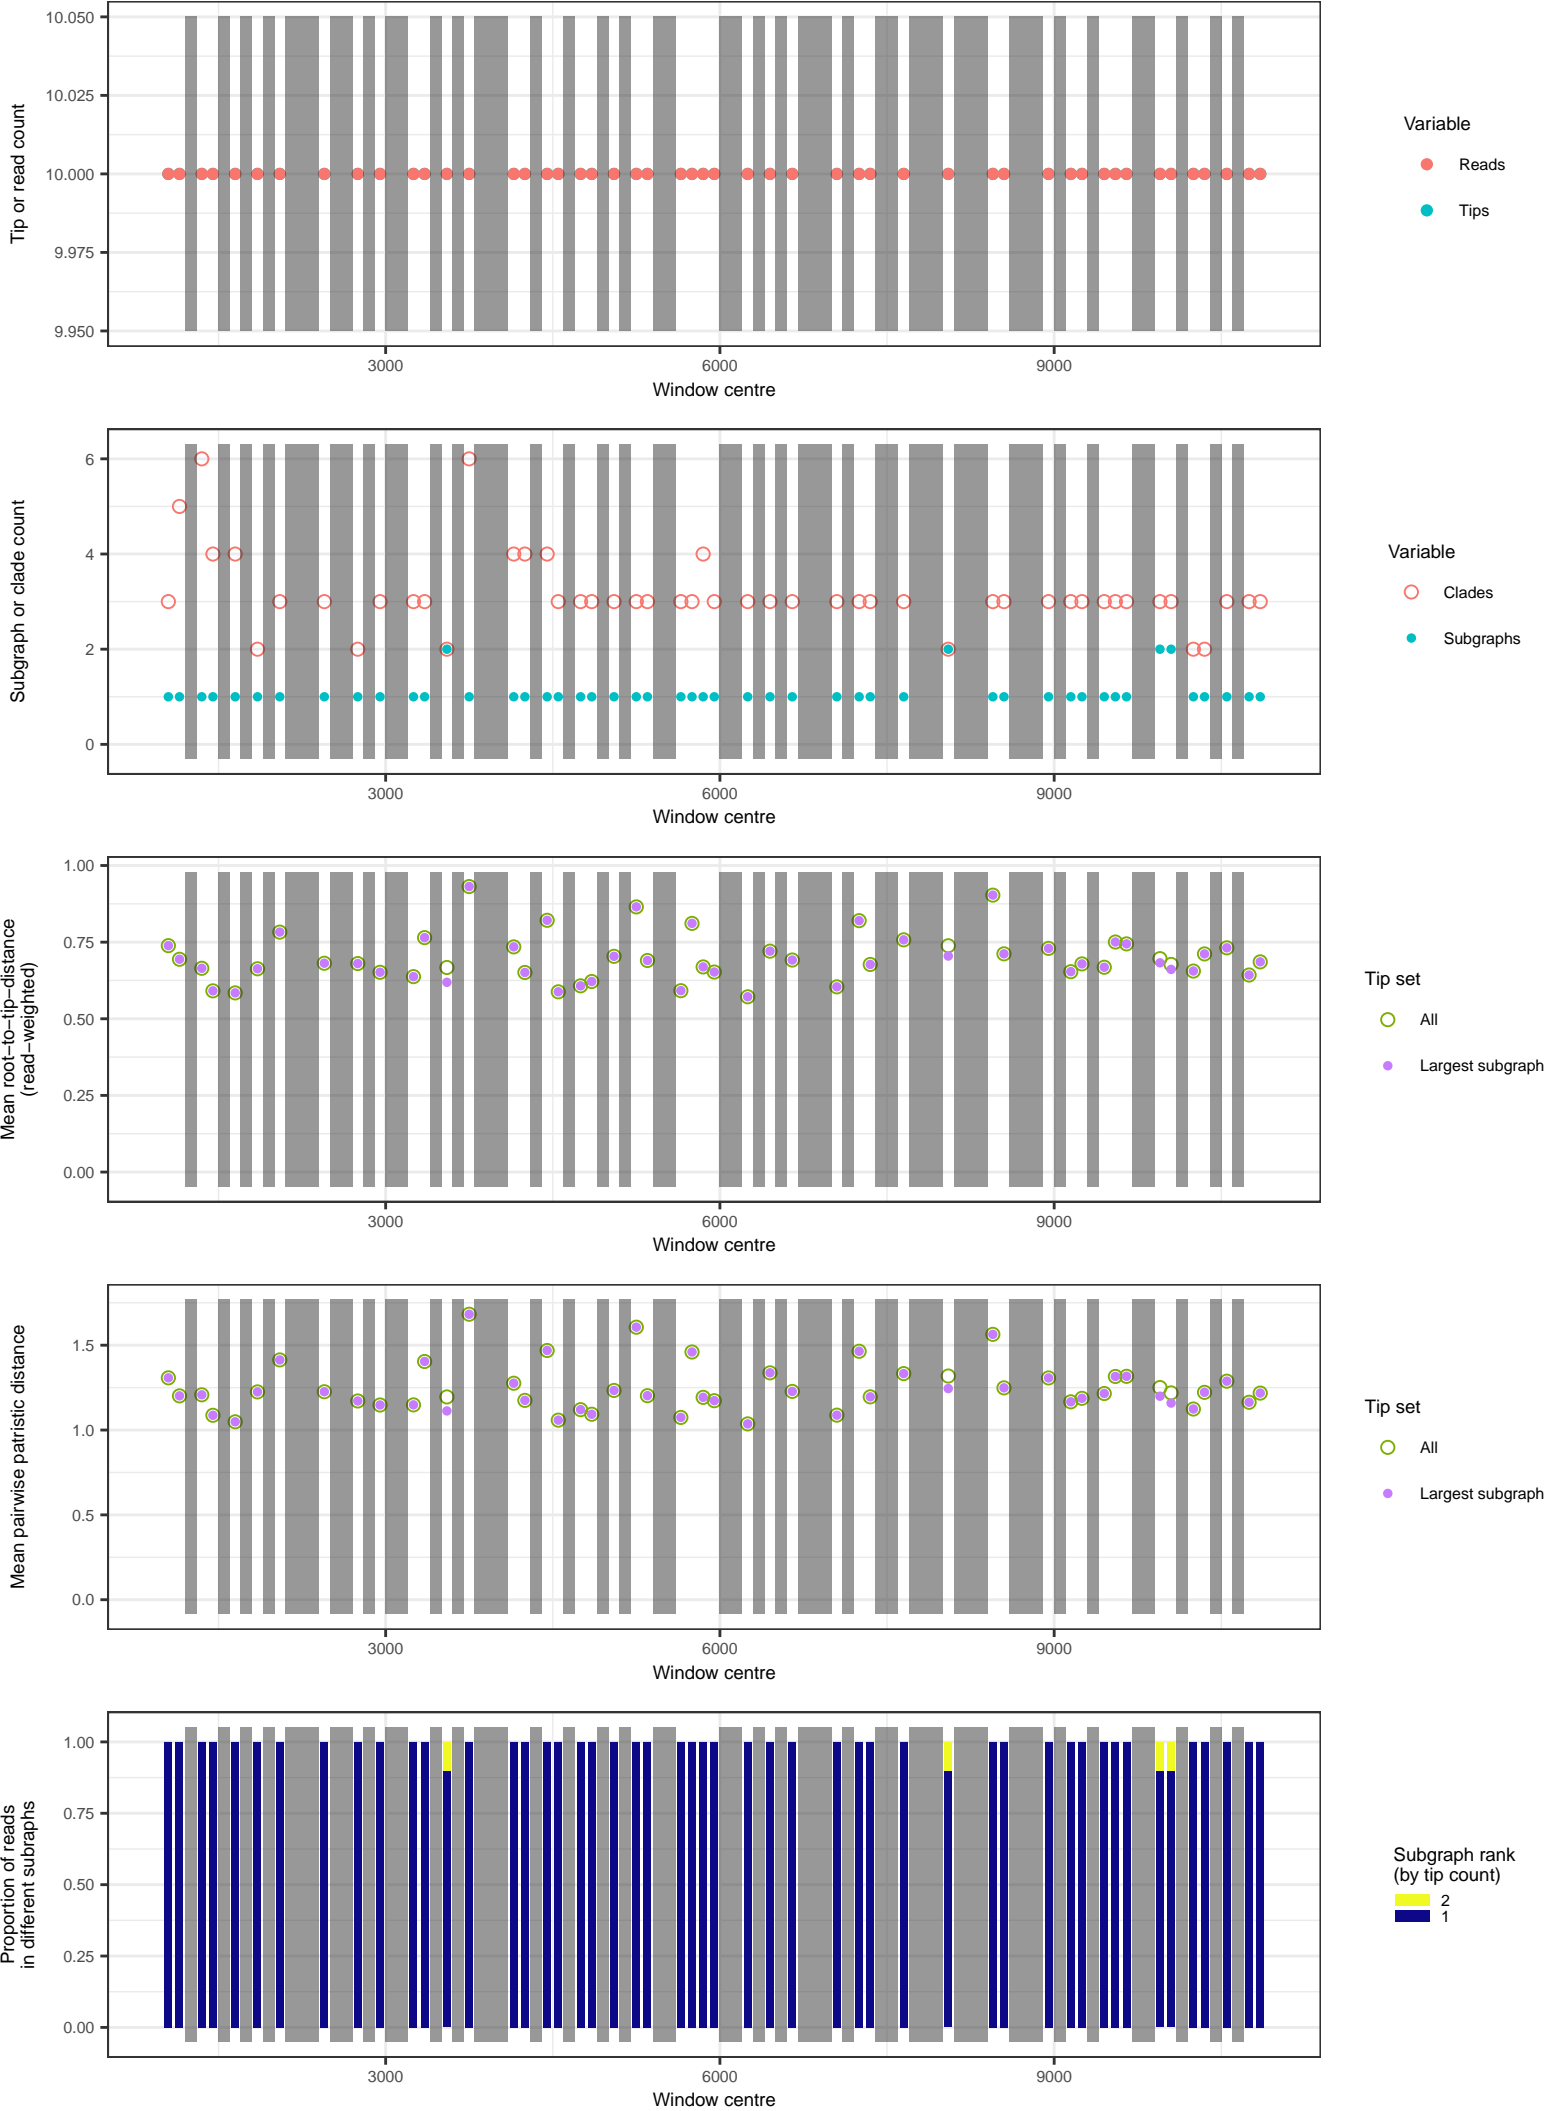 10.050
10.025
10.000
9.975
9.950
Tip or read count
3000
6000
9000
Window centre
Variable
Reads
Tips
6
4
2
0
Subgraph or clade count
3000
6000
9000
Window centre
Variable
Clades
Subgraphs
1.00
0.75
0.50
0.25
0.00
Mean root−to−tip−distance
(read−weighted)
3000
6000
9000
Window centre
Tip set
All
Largest subgraph
1.5
1.0
0.5
0.0
Mean pairwise patristic distance
3000
6000
9000
Window centre
Tip set
All
Largest subgraph
1.00
0.75
0.50
0.25
0.00
Proportion of reads
in different subraphs
3000
6000
9000
Window centre
Subgraph rank
(by tip count)
2
1